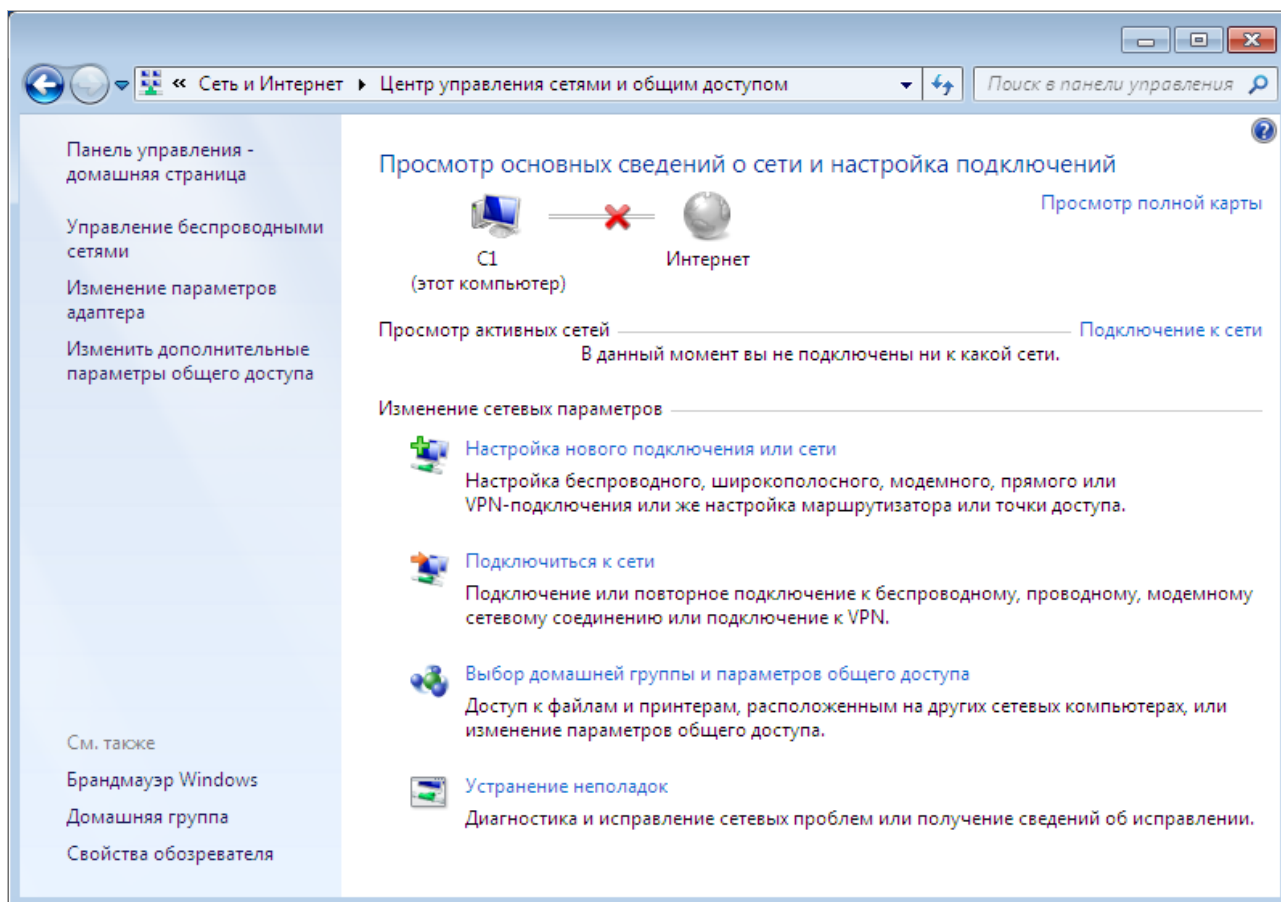 « Сеть и Интернет ▸ Центр управления сетями и общим доступом
Поиск в панели управления
Панель управления -
домашняя страница
Управление беспроводными
сетями
Изменение параметров
адаптера
Изменить дополнительные
параметры общего доступа
См. также
Брандмауэр Windows
Домашняя группа
Свойства обозревателя
Просмотр основных сведений о сети и настройка подключений
Просмотр полной карты
C1
(этот компьютер)
Интернет
Просмотр активных сетей
Подключение к сети
В данный момент вы не подключены ни к какой сети.
Изменение сетевых параметров
Настройка нового подключения или сети
Настройка беспроводного, широкополосного, модемного, прямого или
VPN-подключения или же настройка маршрутизатора или точки доступа.
Подключиться к сети
Подключение или повторное подключение к беспроводному, проводному, модемному
сетевому соединению или подключение к VPN.
Выбор домашней группы и параметров общего доступа
Доступ к файлам и принтерам, расположенным на других сетевых компьютерах, или
изменение параметров общего доступа.
Устранение неполадок
Диагностика и исправление сетевых проблем или получение сведений об исправлении.